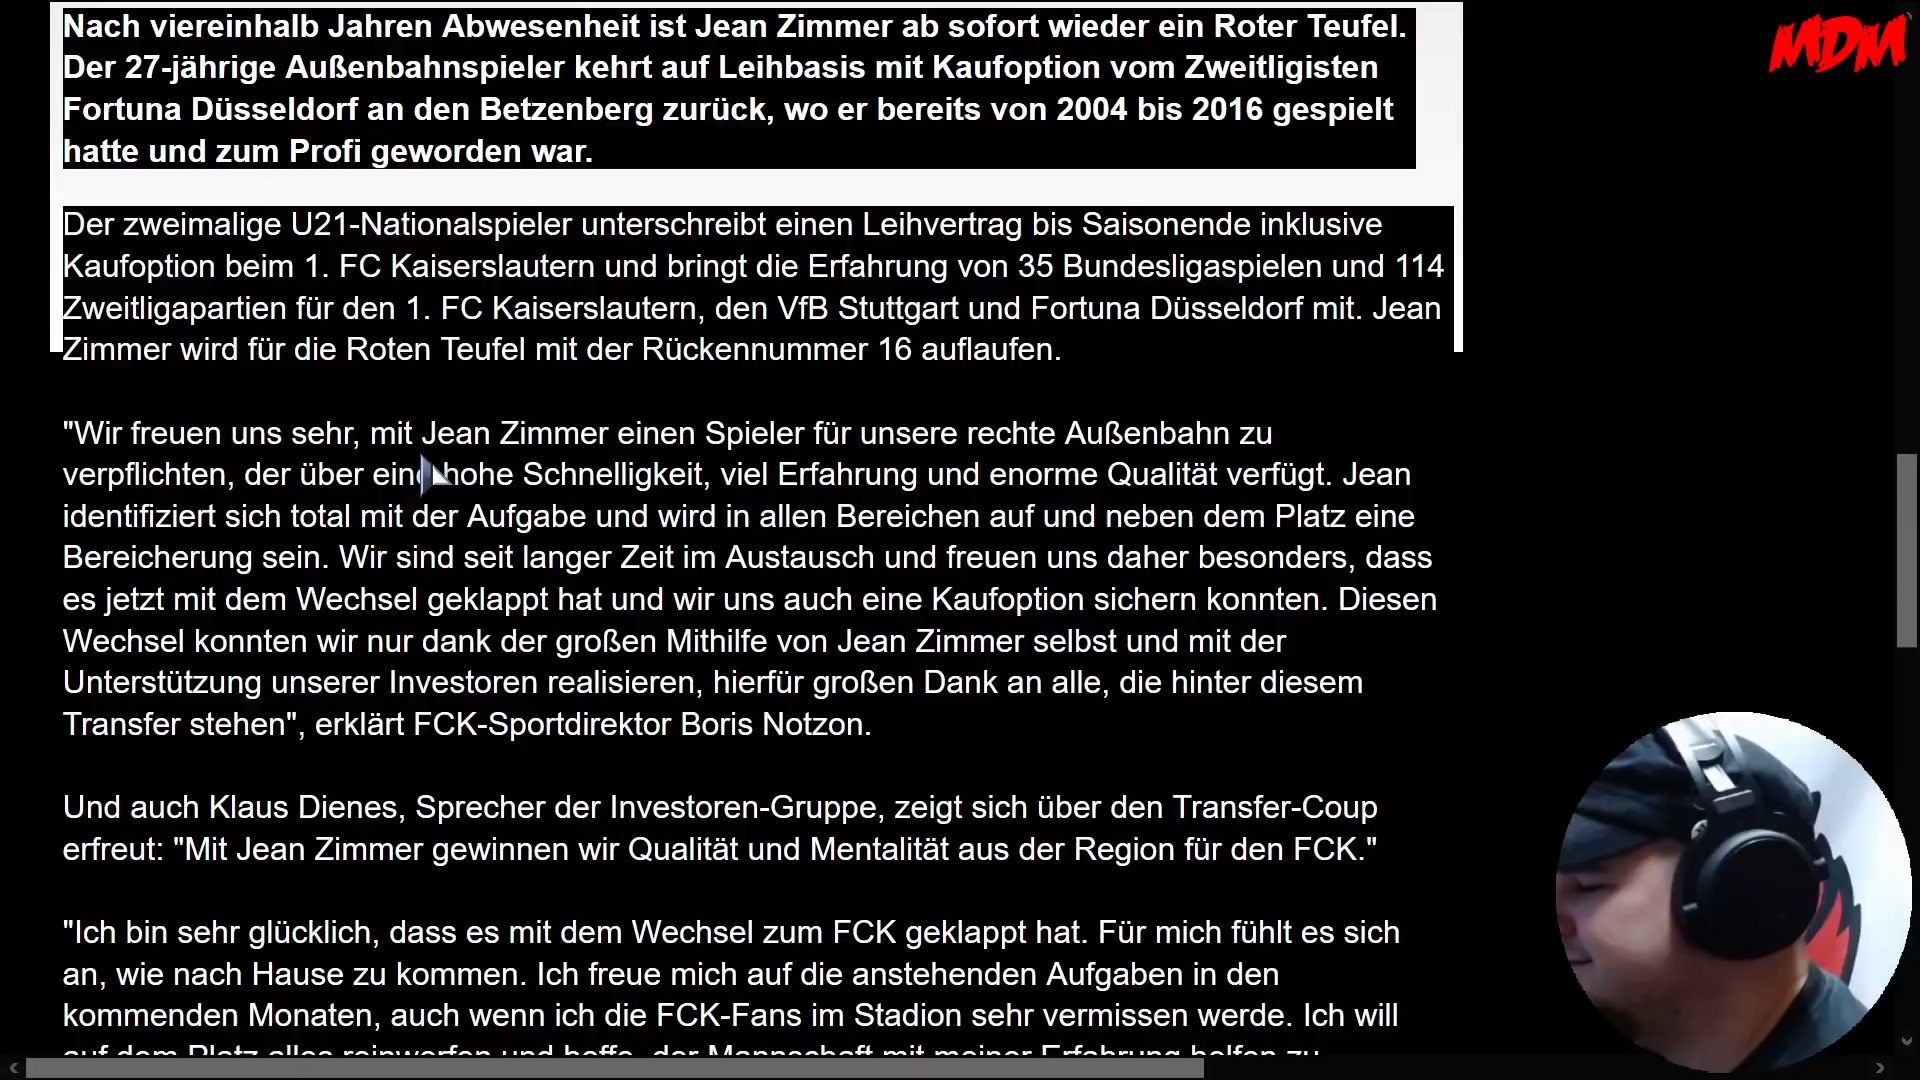 MDM
Nach viereinhalb Jahren Abwesenheit ist Jean Zimmer ab sofort wieder ein Roter Teufel.
Der 27-jährige Außenbahnspieler kehrt auf Leihbasis mit Kaufoption vom Zweitligisten
Fortuna Düsseldorf an den Betzenberg zurück, wo er bereits von 2004 bis 2016 gespielt
hatte und zum Profi geworden war.
Der zweimalige U21-Nationalspieler unterschreibt einen Leihvertrag bis Saisonende inklusive
Kaufoption beim 1. FC Kaiserslautern und bringt die Erfahrung von 35 Bundesligaspielen und 114
Zweitligapartien für den 1. FC Kaiserslautern, den VfB Stuttgart und Fortuna Düsseldorf mit. Jean
Zimmer wird für die Roten Teufel mit der Rückennummer 16 auflaufen.
"Wir freuen uns sehr, mit Jean Zimmer einen Spieler für unsere rechte Außenbahn zu
verpflichten, der über eine hohe Schnelligkeit, viel Erfahrung und enorme Qualität verfügt. Jean
identifiziert sich total mit der Aufgabe und wird in allen Bereichen auf und neben dem Platz eine
Bereicherung sein. Wir sind seit langer Zeit im Austausch und freuen uns daher besonders, dass
es jetzt mit dem Wechsel geklappt hat und wir uns auch eine Kaufoption sichern konnten. Diesen
Wechsel konnten wir nur dank der großen Mithilfe von Jean Zimmer selbst und mit der
Unterstützung unserer Investoren realisieren, hierfür großen Dank an alle, die hinter diesem
Transfer stehen", erklärt FCK-Sportdirektor Boris Notzon.
Und auch Klaus Dienes, Sprecher der Investoren-Gruppe, zeigt sich über den Transfer-Coup
erfreut: "Mit Jean Zimmer gewinnen wir Qualität und Mentalität aus der Region für den FCK."
"Ich bin sehr glücklich, dass es mit dem Wechsel zum FCK geklappt hat. Für mich fühlt es sich
an, wie nach Hause zu kommen. Ich freue mich auf die anstehenden Aufgaben in den
kommenden Monaten, auch wenn ich die FCK-Fans im Stadion sehr vermissen werde. Ich will
auf dem Platz alles reinwerfen und hoffe, der Mannschaft mit meiner Erfahrung helfen zu